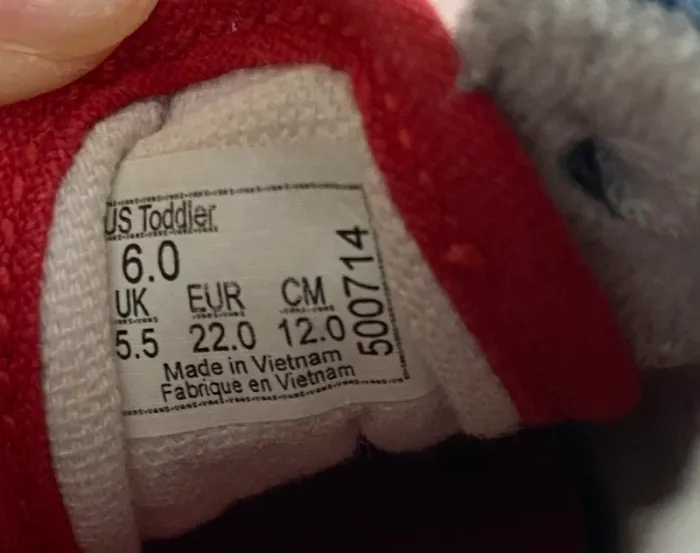 US Toddler
6.0
UK EUR CM
5.5 22.0 12.0
500714
Made in Vietnam
Fabrique en Vietnam